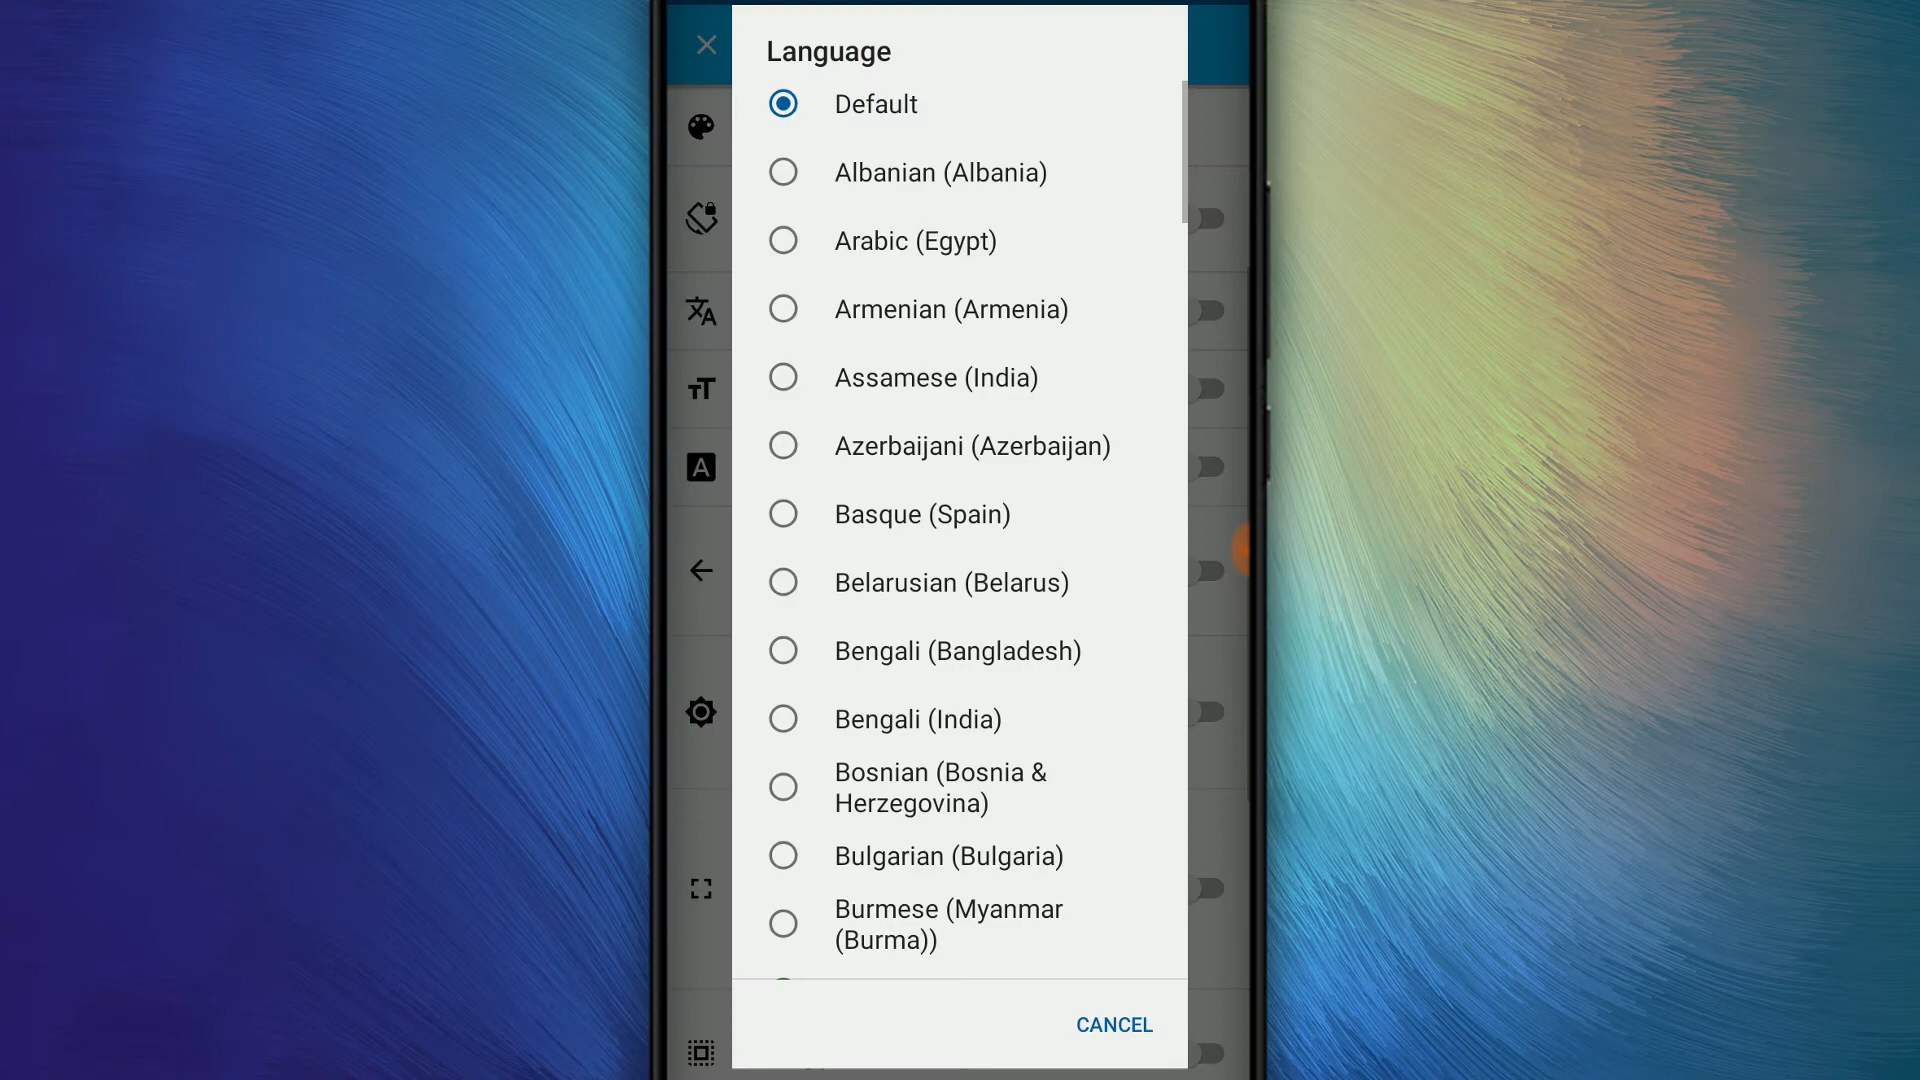 Language
Default
Albanian (Albania)
Arabic (Egypt)
Armenian (Armenia)
Assamese (India)
Azerbaijani (Azerbaijan)
Basque (Spain)
Belarusian (Belarus)
Bengali (Bangladesh)
Bengali (India)
Bosnian (Bosnia &
Herzegovina)
Bulgarian (Bulgaria)
Burmese (Myanmar
(Burma))
CANCEL